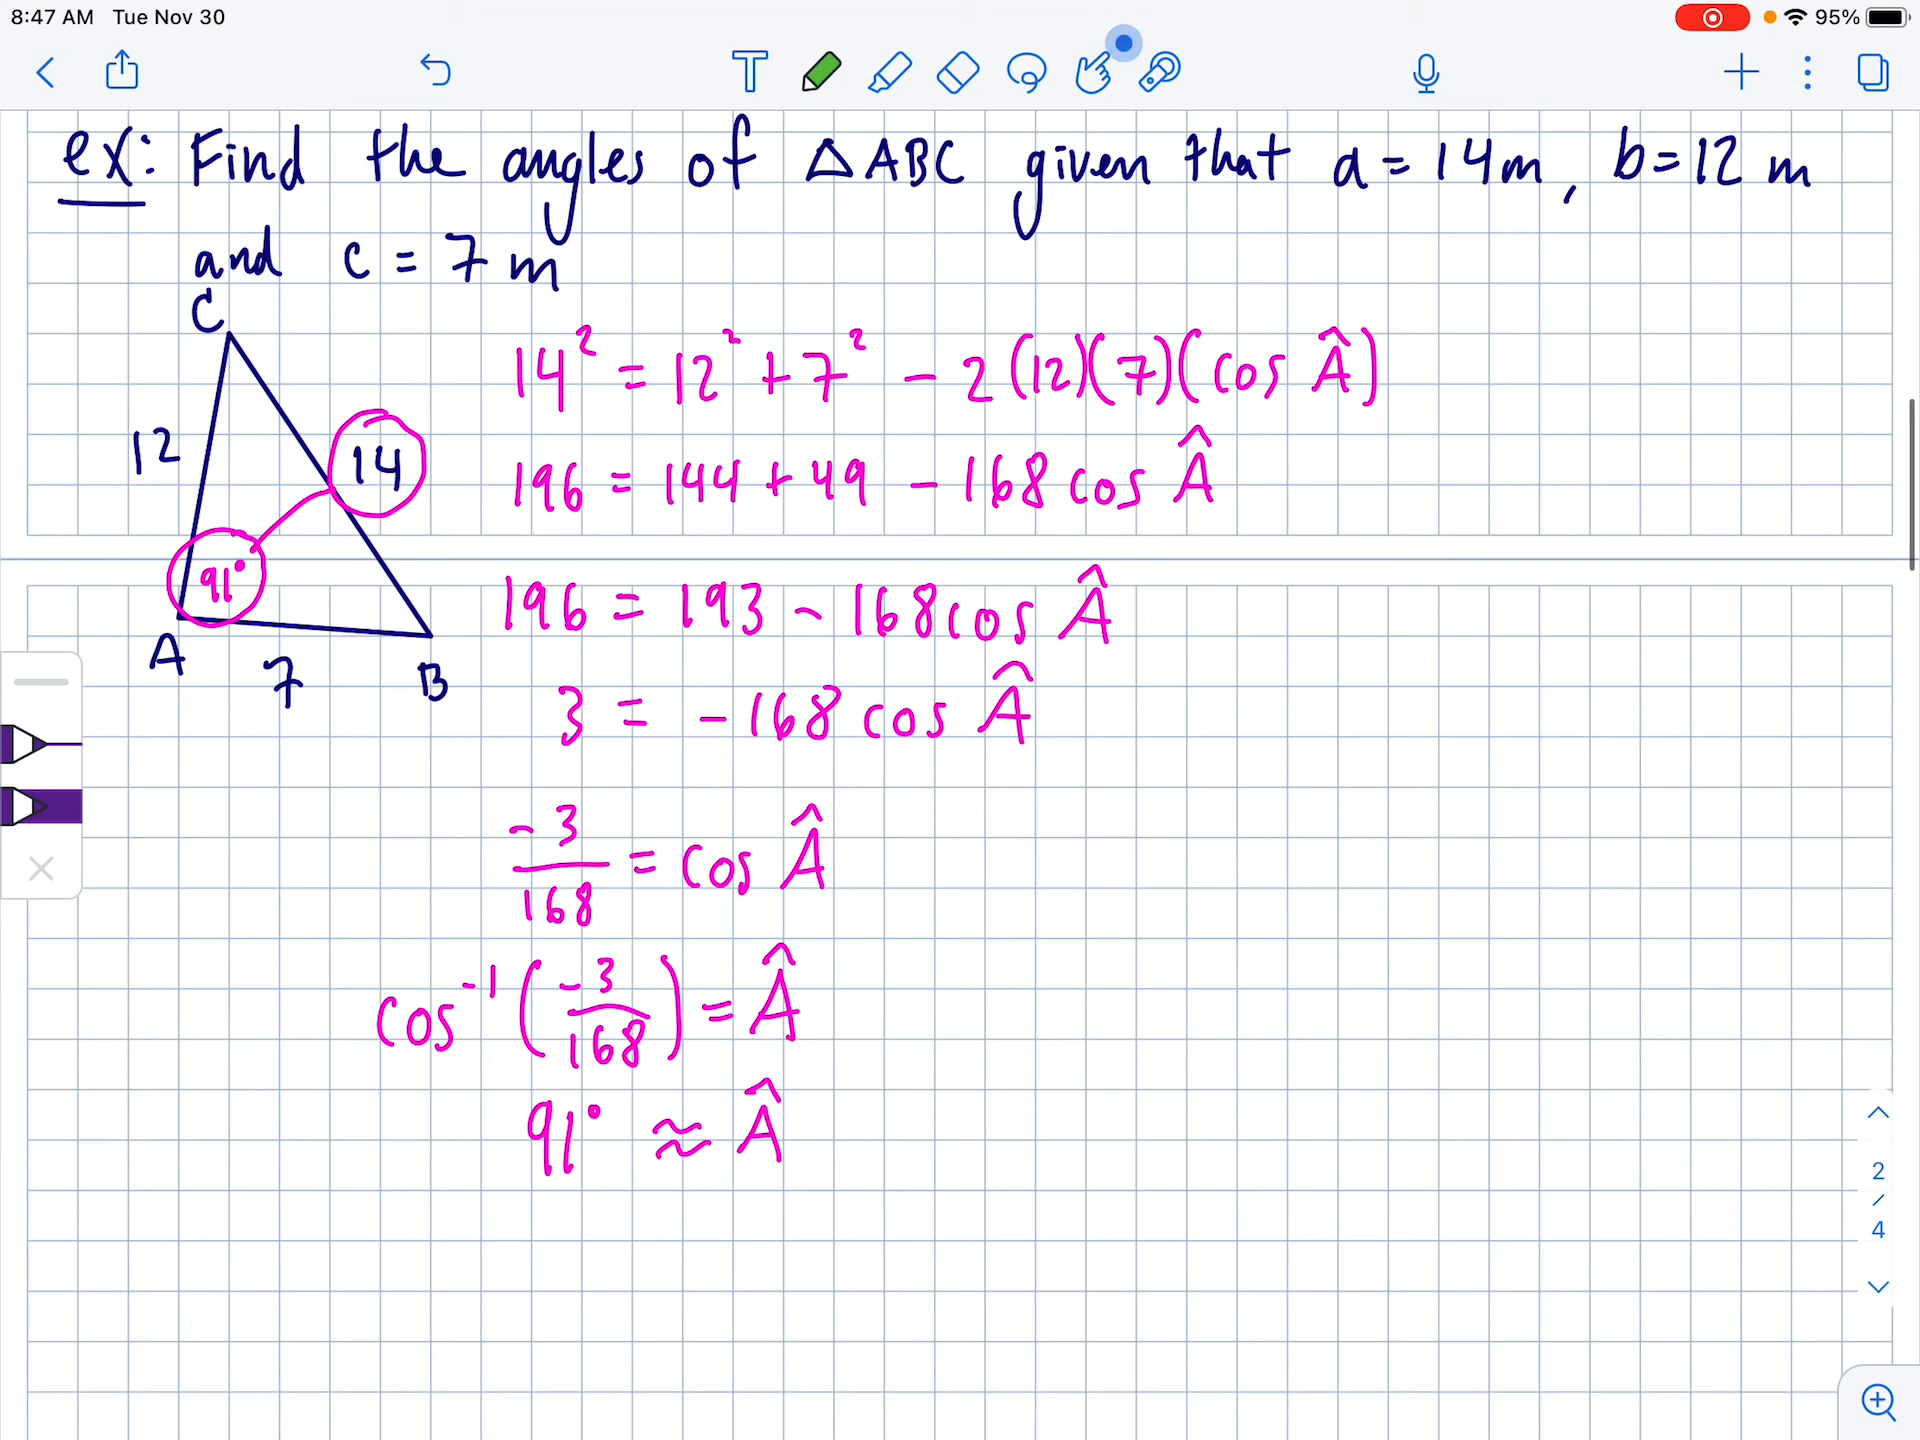 8:47 AM Tue Nov 30
95%
T
ex: Find the angles of △ABC given that a = 14m, b = 12 m
and c = 7 m
C
12
14
91°
A
7
B
14² = 12² + 7² - 2(12)(7)(cos Â)
196 = 144 + 49 - 168 cos Â
196 = 193 - 168 cos Â
3 = -168 cos Â
-3/168 = cos Â
cos⁻¹(-3/168) = Â
91° ≈ Â
2
/
4